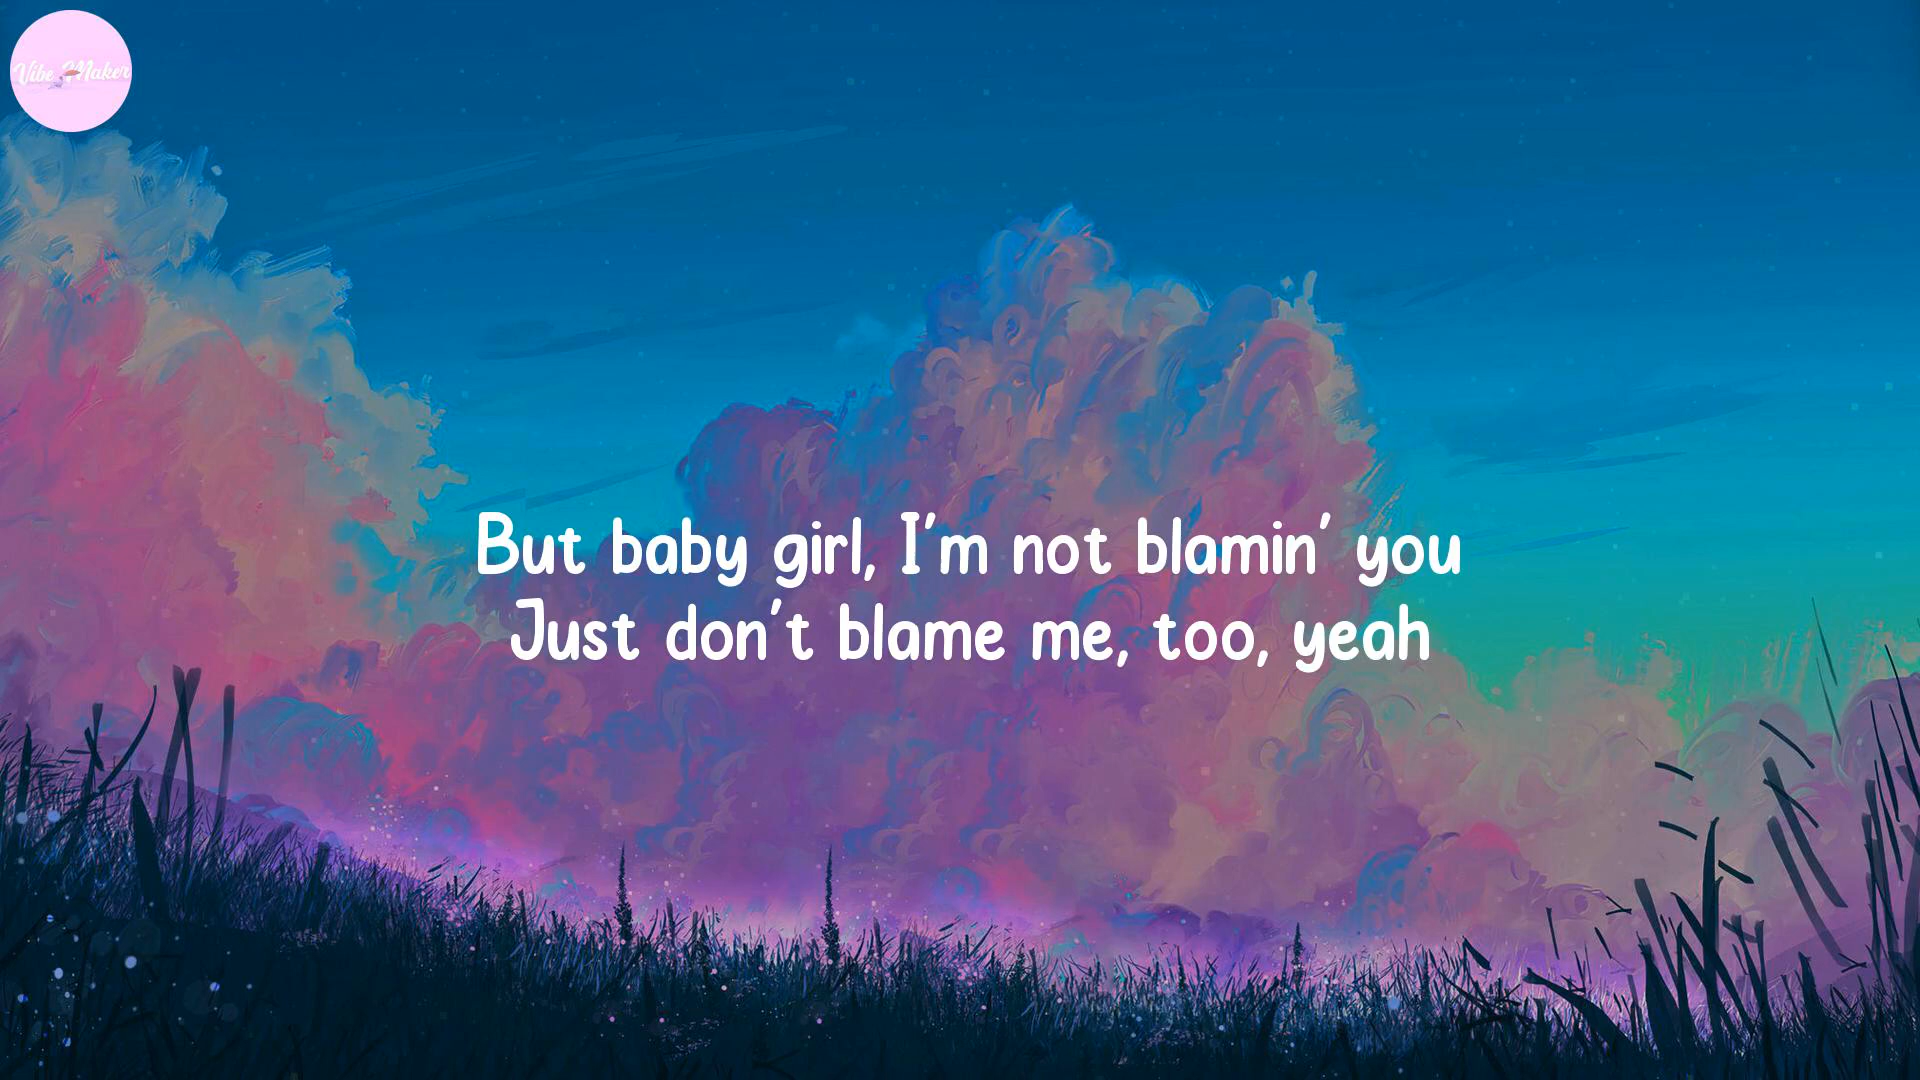 Vibe Maker
But baby girl, I'm not blamin' you
Just don't blame me, too, yeah